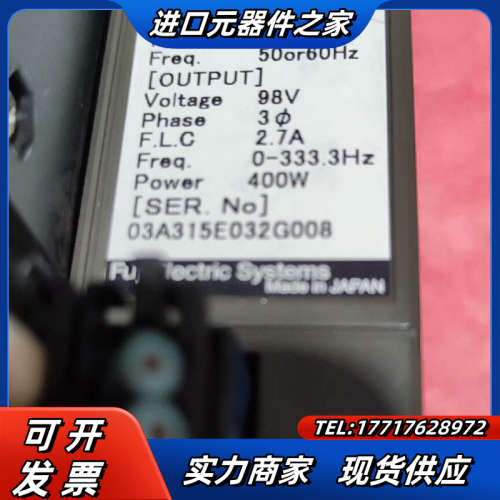 进口元器件之家
Freq. 50or60Hz
[OUTPUT]
Voltage 98V
Phase 3φ
F.L.C 2.7A
Freq. 0-333.3Hz
Power 400W
[SER. No]
03A315E032G008
Electric Systems
Made in JAPAN
TEL:17717628972
可开发票
实力商家 现货供应